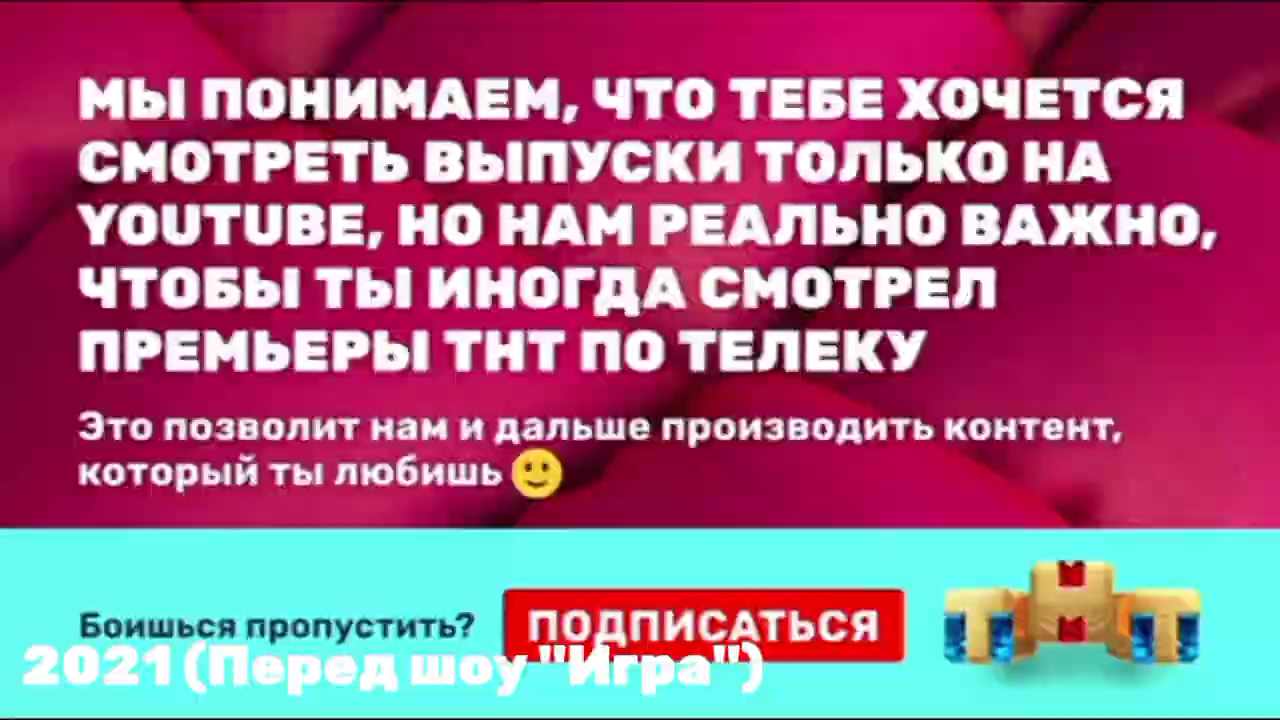 МЫ ПОНИМАЕМ, ЧТО ТЕБЕ ХОЧЕТСЯ
СМОТРЕТЬ ВЫПУСКИ ТОЛЬКО НА
YOUTUBE, НО НАМ РЕАЛЬНО ВАЖНО,
ЧТОБЫ ТЫ ИНОГДА СМОТРЕЛ
ПРЕМЬЕРЫ ТНТ ПО ТЕЛЕКУ
Это позволит нам и дальше производить контент,
который ты любишь 🙂
Боишься пропустить? ПОДПИСАТЬСЯ ТНТ
2021 (Перед шоу "Игра")